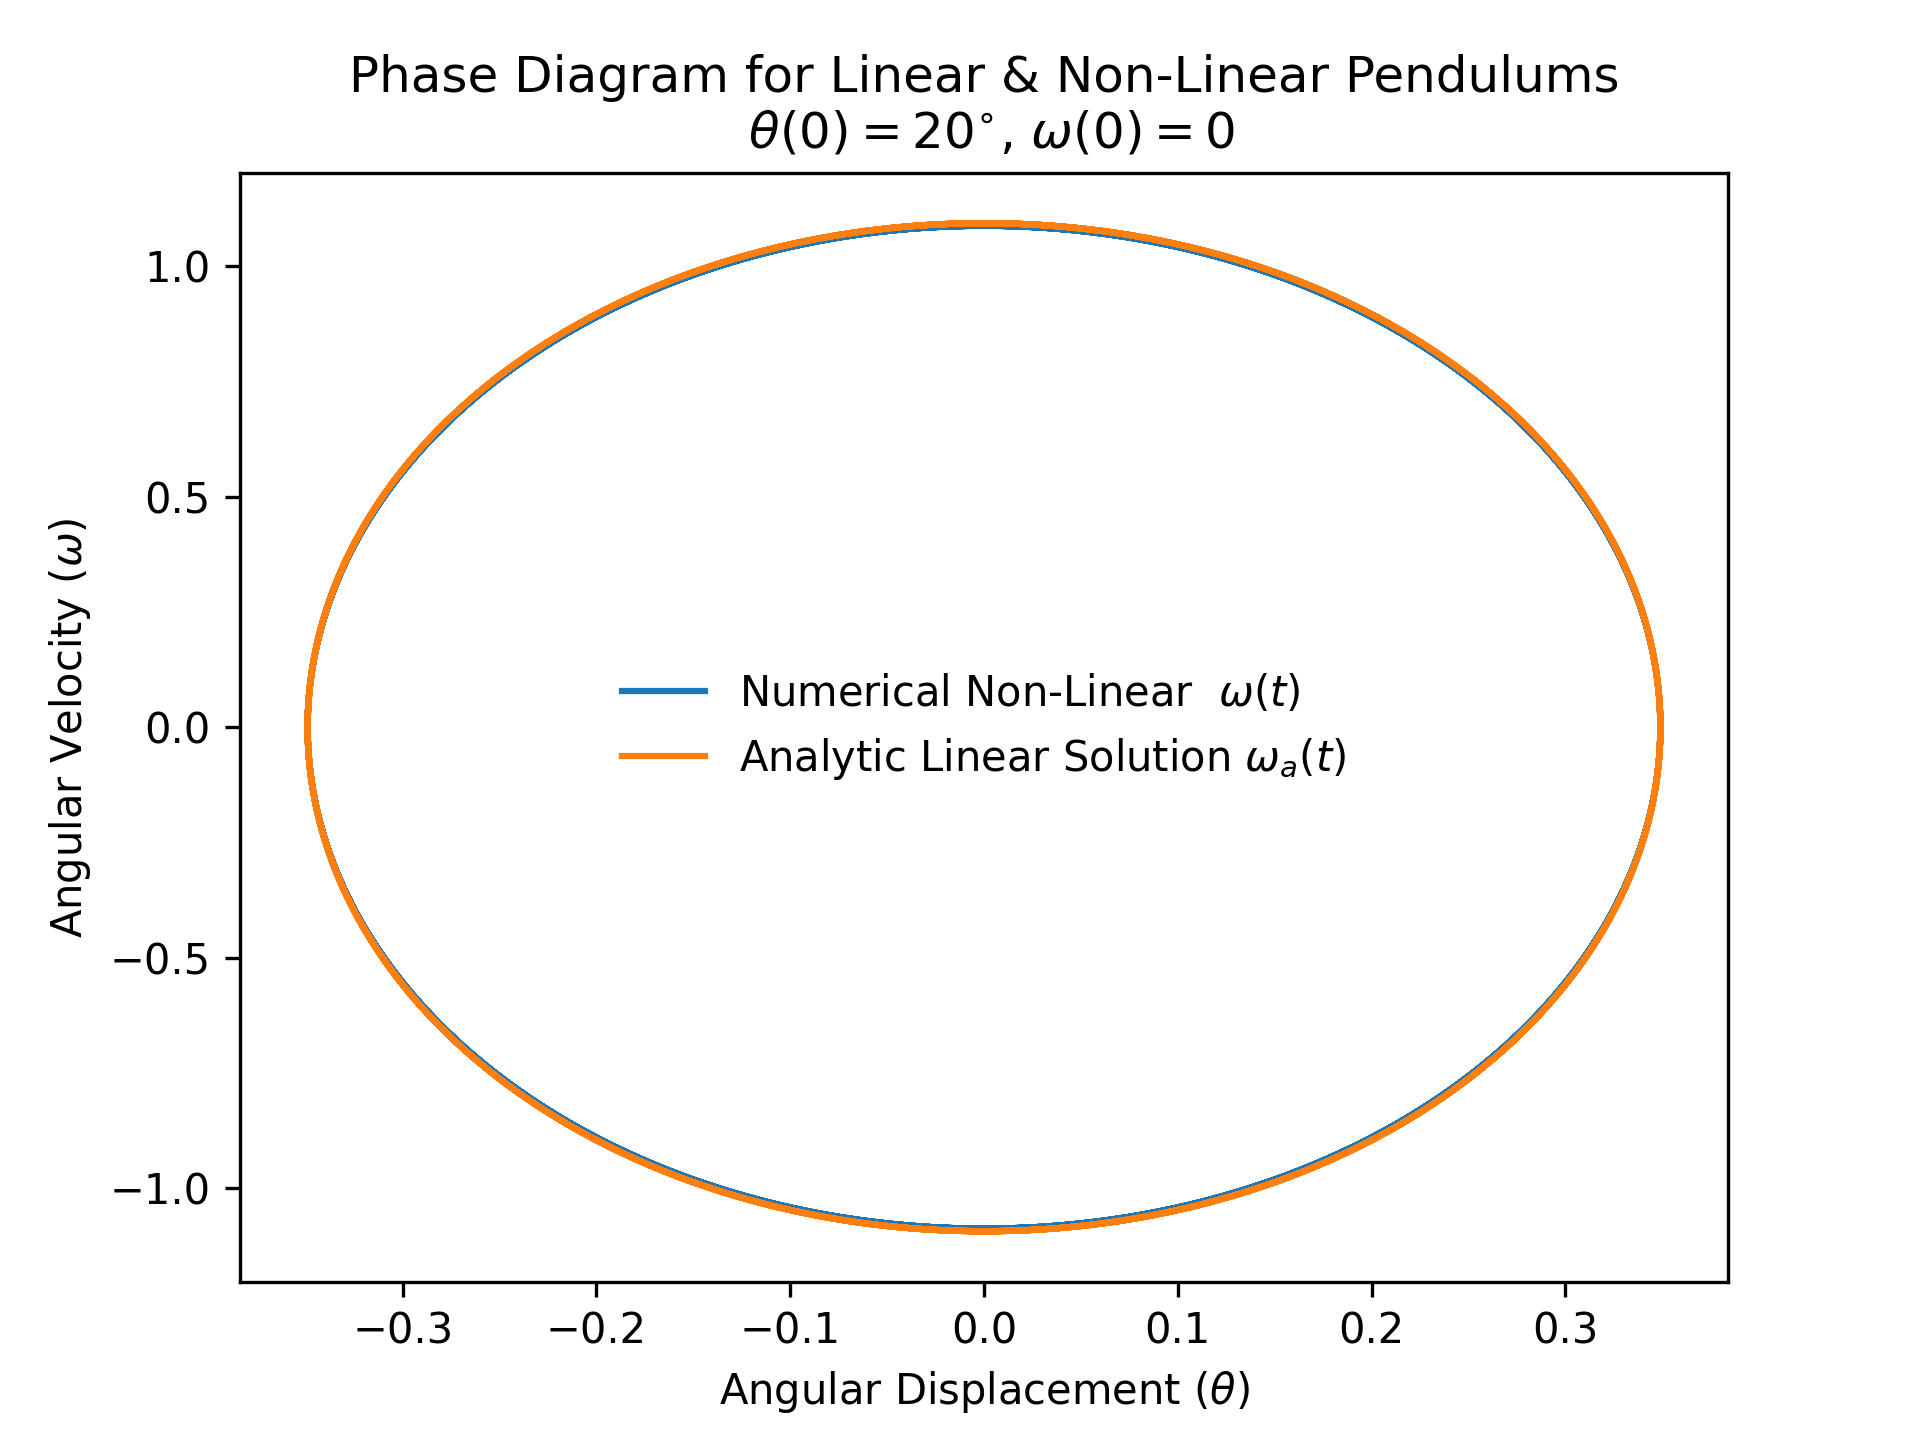 Phase Diagram for Linear & Non-Linear Pendulums
θ(0) = 20°, ω(0) = 0
1.0
0.5
0.0
−0.5
−1.0
Angular Velocity (ω)
Numerical Non-Linear ω(t)
Analytic Linear Solution ωₐ(t)
−0.3 −0.2 −0.1 0.0 0.1 0.2 0.3
Angular Displacement (θ)